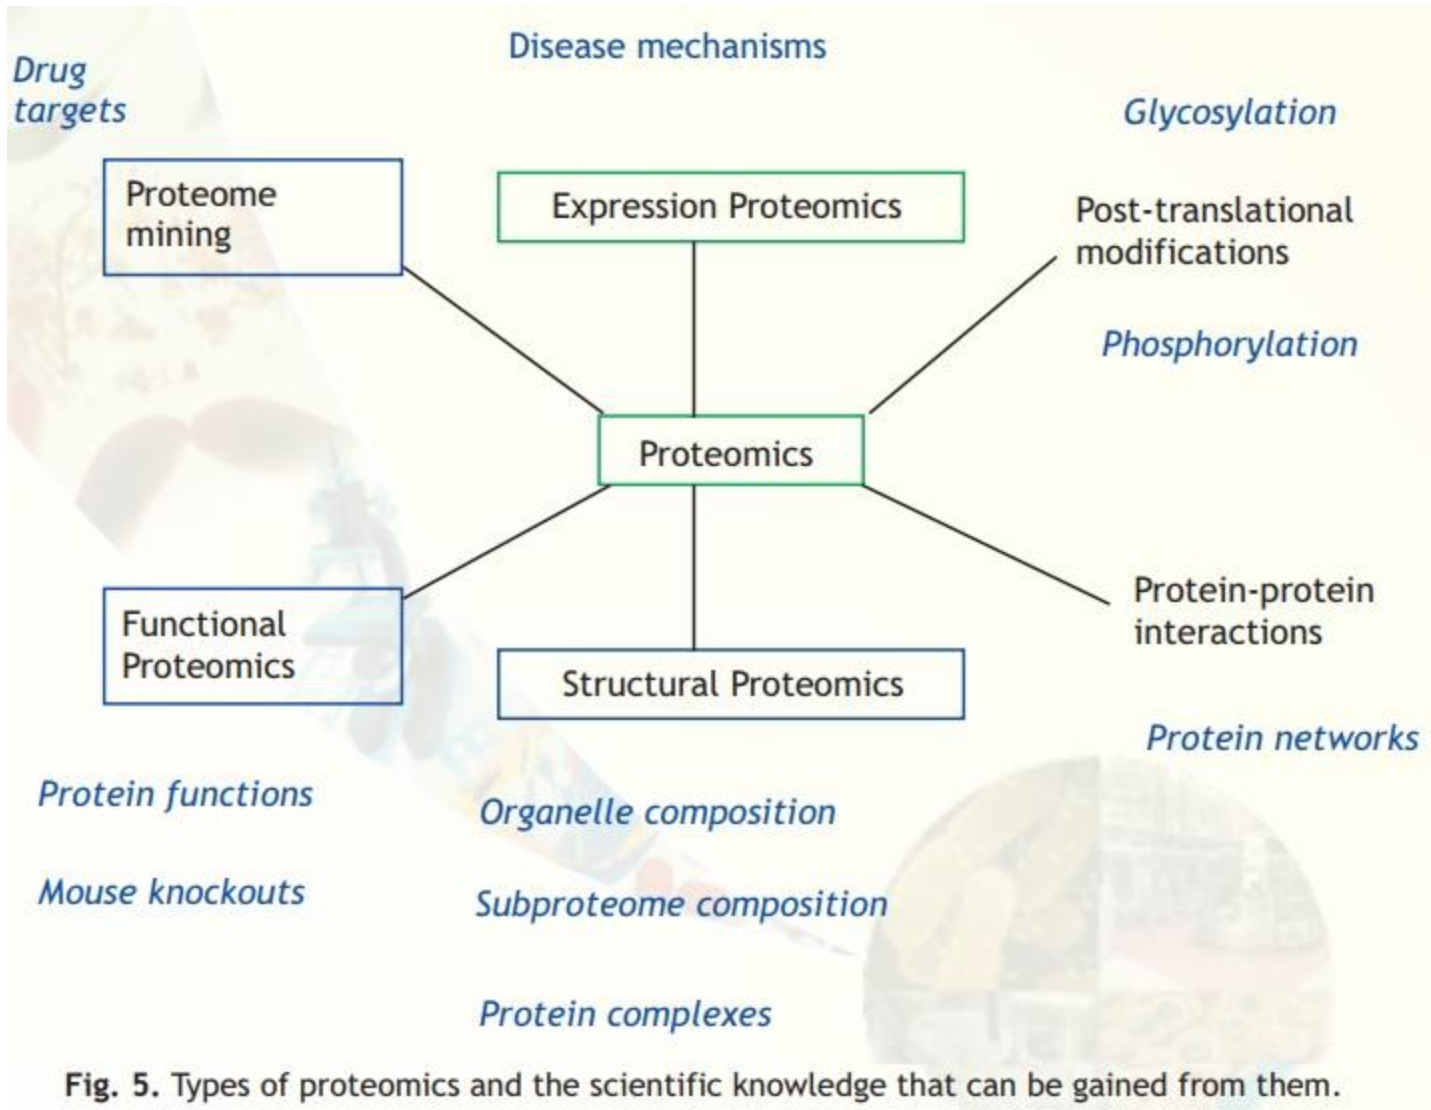 Disease mechanisms
Drug
targets
Glycosylation
Proteome
mining
Expression Proteomics
Post-translational
modifications
Phosphorylation
Proteomics
Functional
Proteomics
Structural Proteomics
Protein-protein
interactions
Protein networks
Protein functions
Organelle composition
Mouse knockouts
Subproteome composition
Protein complexes
Fig. 5. Types of proteomics and the scientific knowledge that can be gained from them.